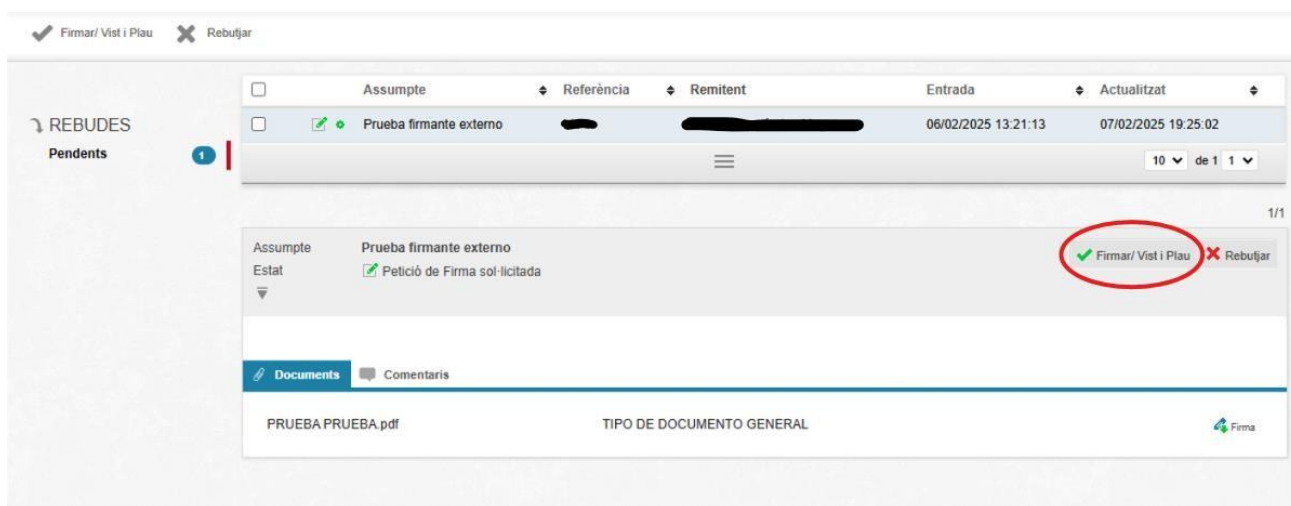 Firmar/ Vist i Plau Rebutjar
Assumpte Referència Remitent Entrada Actualitzat
REBUDES
Prueba firmante externo 06/02/2025 13:21:13 07/02/2025 19:25:02
Pendents 1
10 de 1 1
1/1
Assumpte Prueba firmante externo
Firmar/ Vist i Plau Rebutjar
Estat Petició de Firma sol·licitada
Documents Comentaris
PRUEBA PRUEBA.pdf TIPO DE DOCUMENTO GENERAL Firma